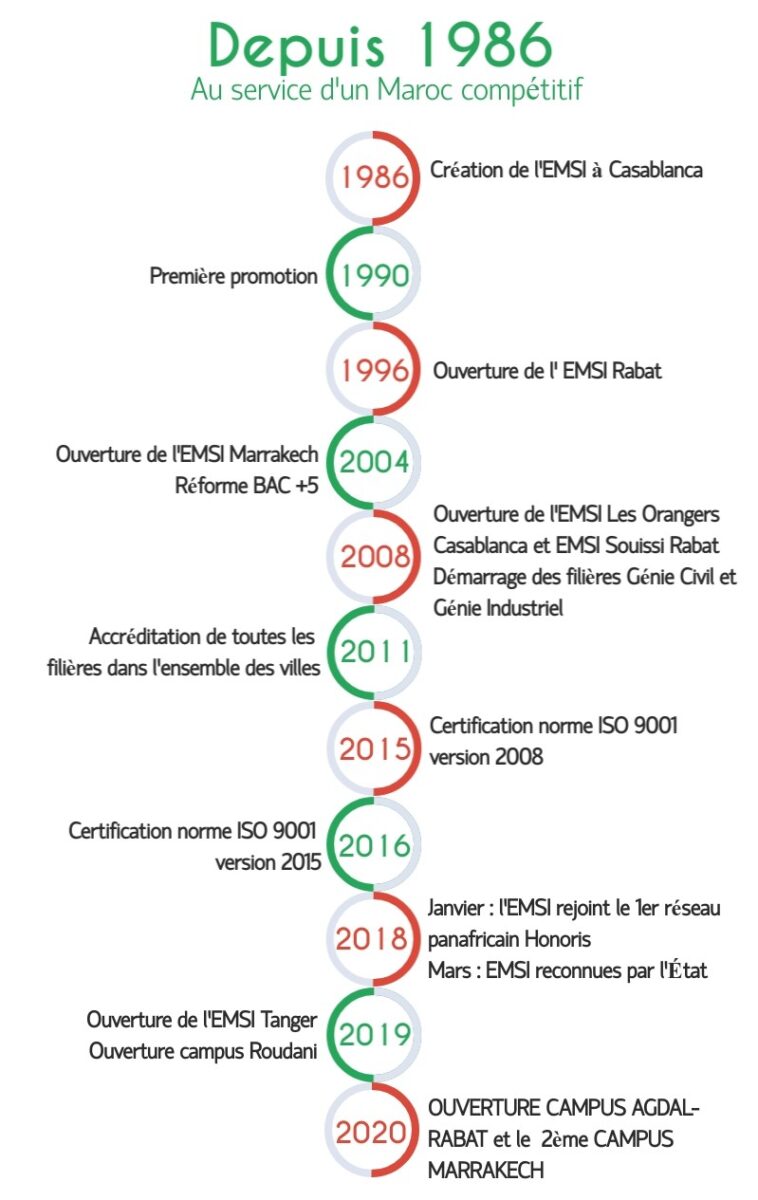 Depuis 1986
Au service d'un Maroc compétitif
1986
Création de l'EMSI à Casablanca
Première promotion
1990
1996
Ouverture de l' EMSI Rabat
Ouverture de l'EMSI Marrakech
Réforme BAC +5
2004
2008
Ouverture de l'EMSI Les Orangers
Casablanca et EMSI Souissi Rabat
Démarrage des filières Génie Civil et
Génie Industriel
Accréditation de toutes les
filières dans l'ensemble des villes
2011
2015
Certification norme ISO 9001
version 2008
Certification norme ISO 9001
version 2015
2016
2018
Janvier : l'EMSI rejoint le 1er réseau
panafricain Honoris
Mars : EMSI reconnues par l'État
Ouverture de l'EMSI Tanger
Ouverture campus Roudani
2019
2020
OUVERTURE CAMPUS AGDAL-
RABAT et le 2ème CAMPUS
MARRAKECH